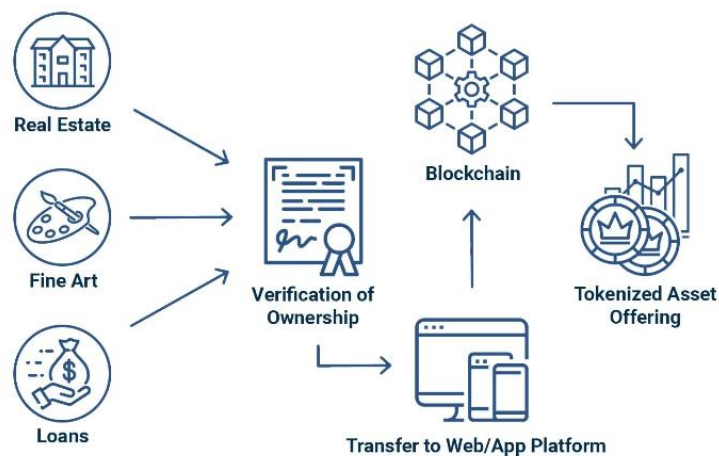 Real Estate
Fine Art
Loans
Verification of
Ownership
Transfer to Web/App Platform
Blockchain
Tokenized Asset
Offering
$